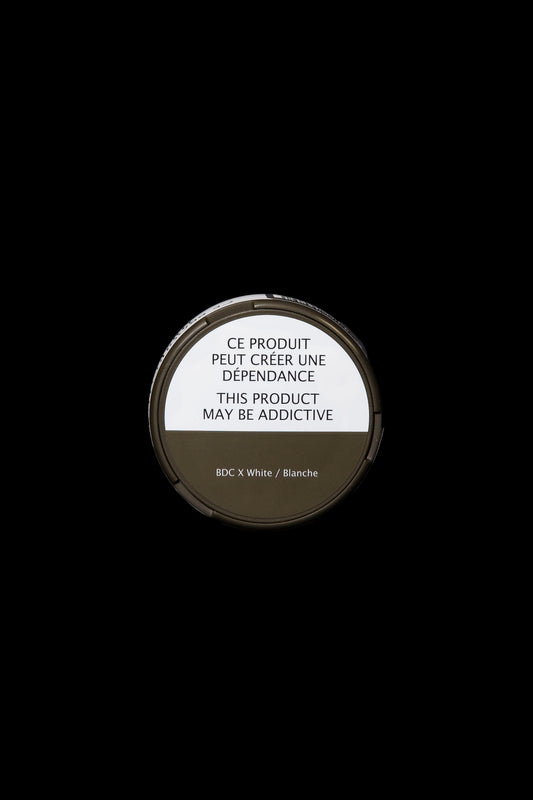 CE PRODUIT
PEUT CRÉER UNE
DÉPENDANCE
THIS PRODUCT
MAY BE ADDICTIVE
BDC X White / Blanche